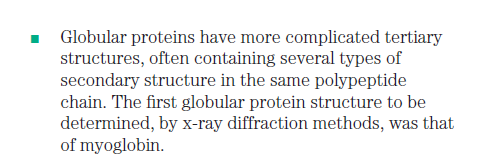 Globular proteins have more complicated tertiary
structures, often containing several types of
secondary structure in the same polypeptide
chain. The first globular protein structure to be
determined, by x-ray diffraction methods, was that
of myoglobin.